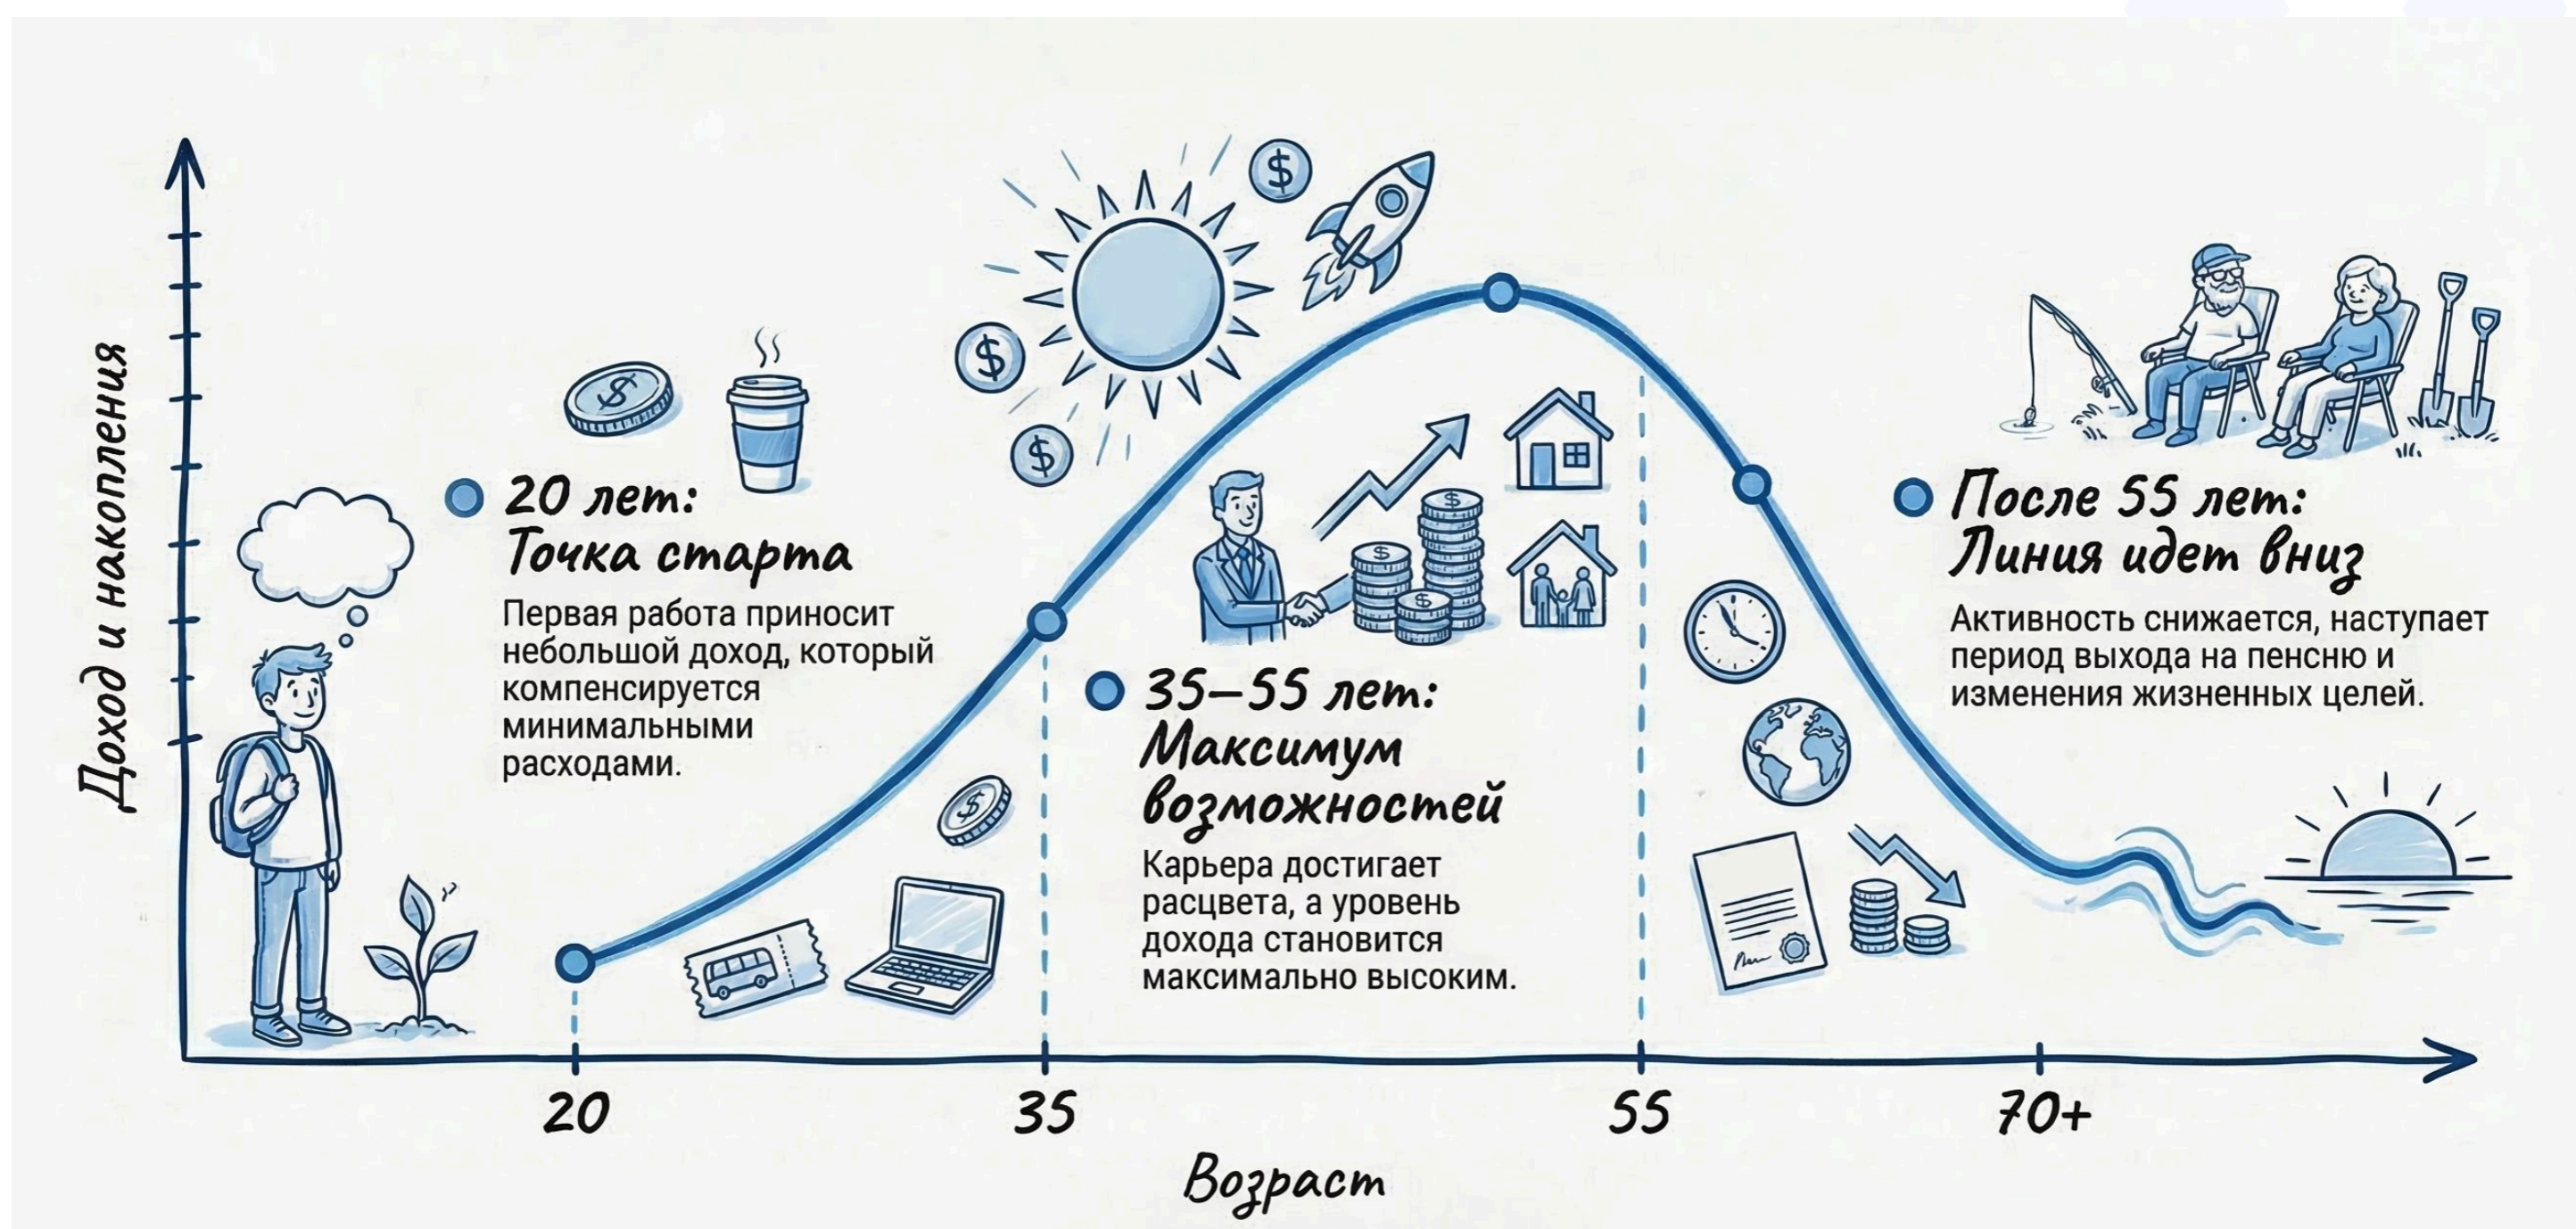 Доход и накопления
20 лет:
Точка старта
Первая работа приносит
небольшой доход, который
компенсируется
минимальными
расходами.
$
$
$
$
$
35–55 лет:
Максимум
возможностей
Карьера достигает
расцвета, а уровень
дохода становится
максимально высоким.
$
$
$
После 55 лет:
Линия идет вниз
Активность снижается, наступает
период выхода на пенсню и
изменения жизненных целей.
20
35
55
70+
Возраст